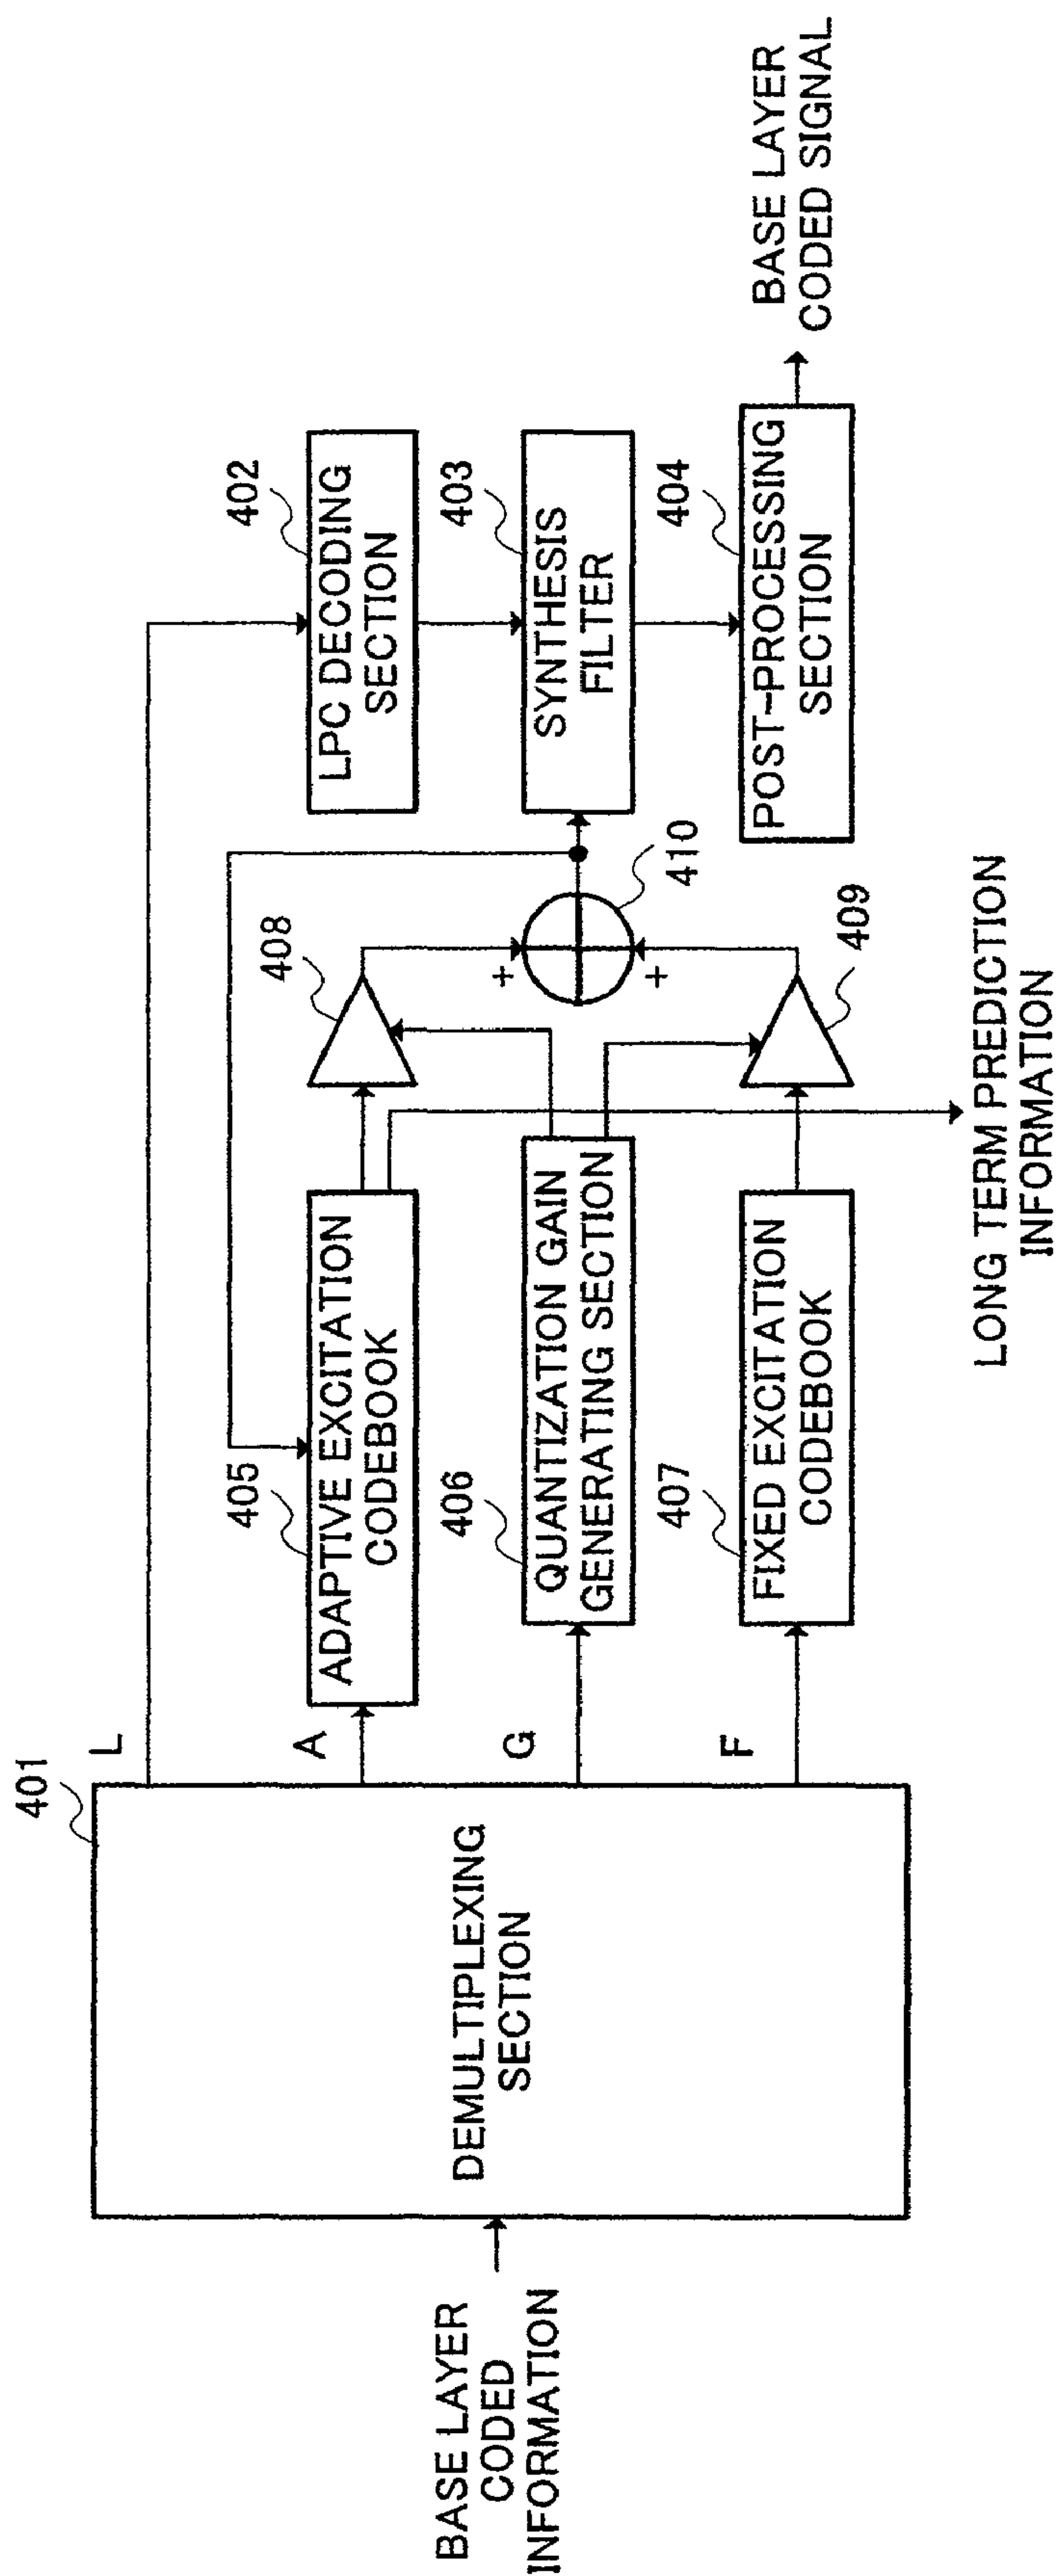 BASE LAYER
CODED
INFORMATION
401
DEMULTIPLEXING
SECTION
L
A
G
F
405
ADAPTIVE EXCITATION
CODEBOOK
406
QUANTIZATION GAIN
GENERATING SECTION
407
FIXED EXCITATION
CODEBOOK
408
+
+
410
409
LONG TERM PREDICTION
INFORMATION
402
LPC DECODING
SECTION
403
SYNTHESIS
FILTER
404
POST-PROCESSING
SECTION
BASE LAYER
CODED SIGNAL